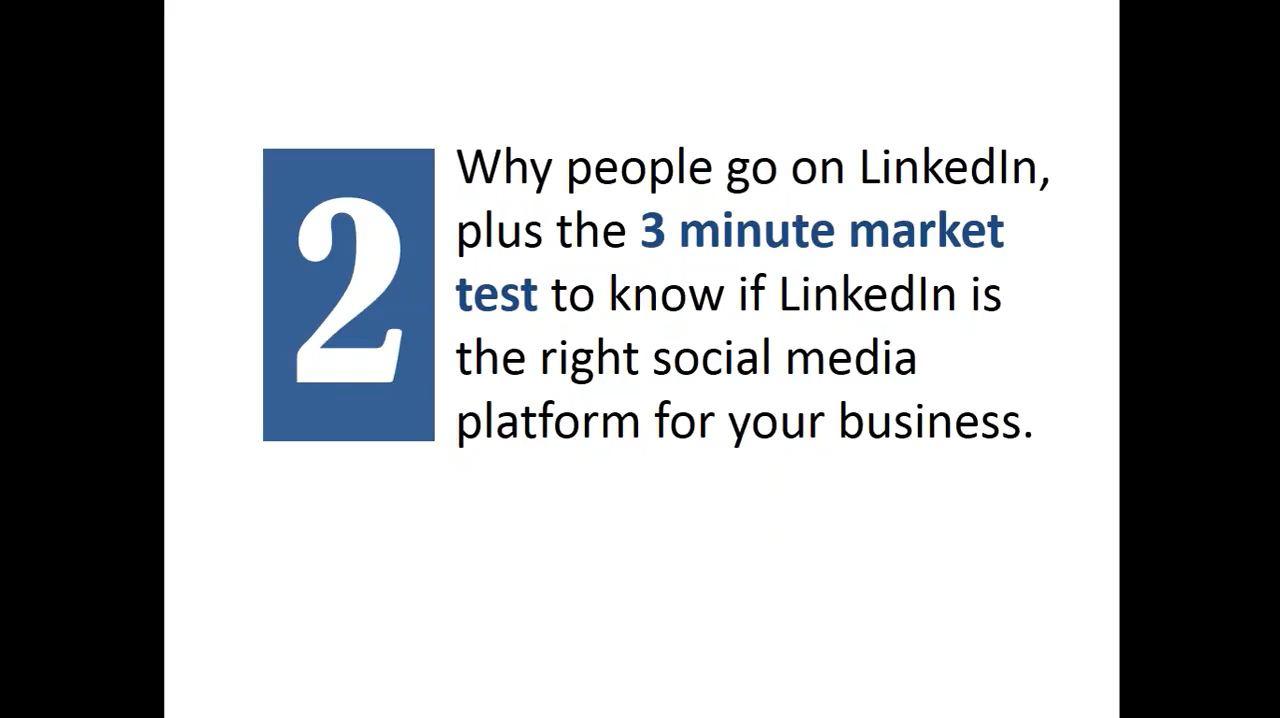 2
Why people go on LinkedIn,
plus the 3 minute market
test to know if LinkedIn is
the right social media
platform for your business.